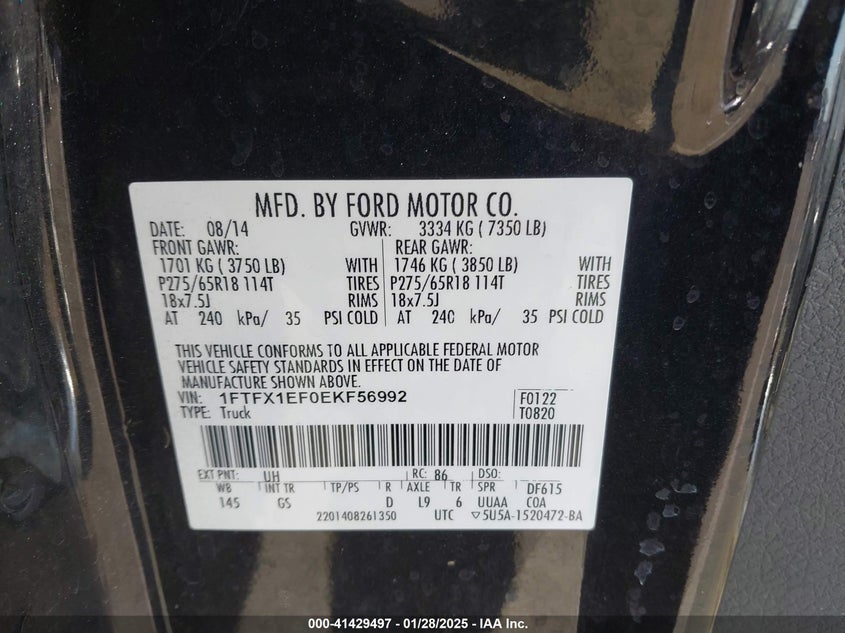 MFD. BY FORD MOTOR CO.
DATE: 08/14 GVWR: 3334 KG ( 7350 LB)
FRONT GAWR: REAR GAWR:
1701 KG ( 3750 LB) WITH 1746 KG ( 3850 LB) WITH
P275/65R18 114T TIRES P275/65R18 114T TIRES
18x7.5J RIMS 18x7.5J RIMS
AT 240 kPa/ 35 PSI COLD AT 240 kPa/ 35 PSI COLD
THIS VEHICLE CONFORMS TO ALL APPLICABLE FEDERAL MOTOR
VEHICLE SAFETY STANDARDS IN EFFECT ON THE DATE OF
MANUFACTURE SHOWN ABOVE.
VIN: 1FTFX1EF0EKF56992 F0122
TYPE: Truck T0820
EXT PNT: UH RC: 86 DSO:
WB INT TR TP/PS R AXLE TR SPR DF615
145 GS D L9 6 UUAA COA
2201408261350 UTC ▽5U5A-1520472-BA
000-41429497 — 01/28/2025 — IAA Inc.